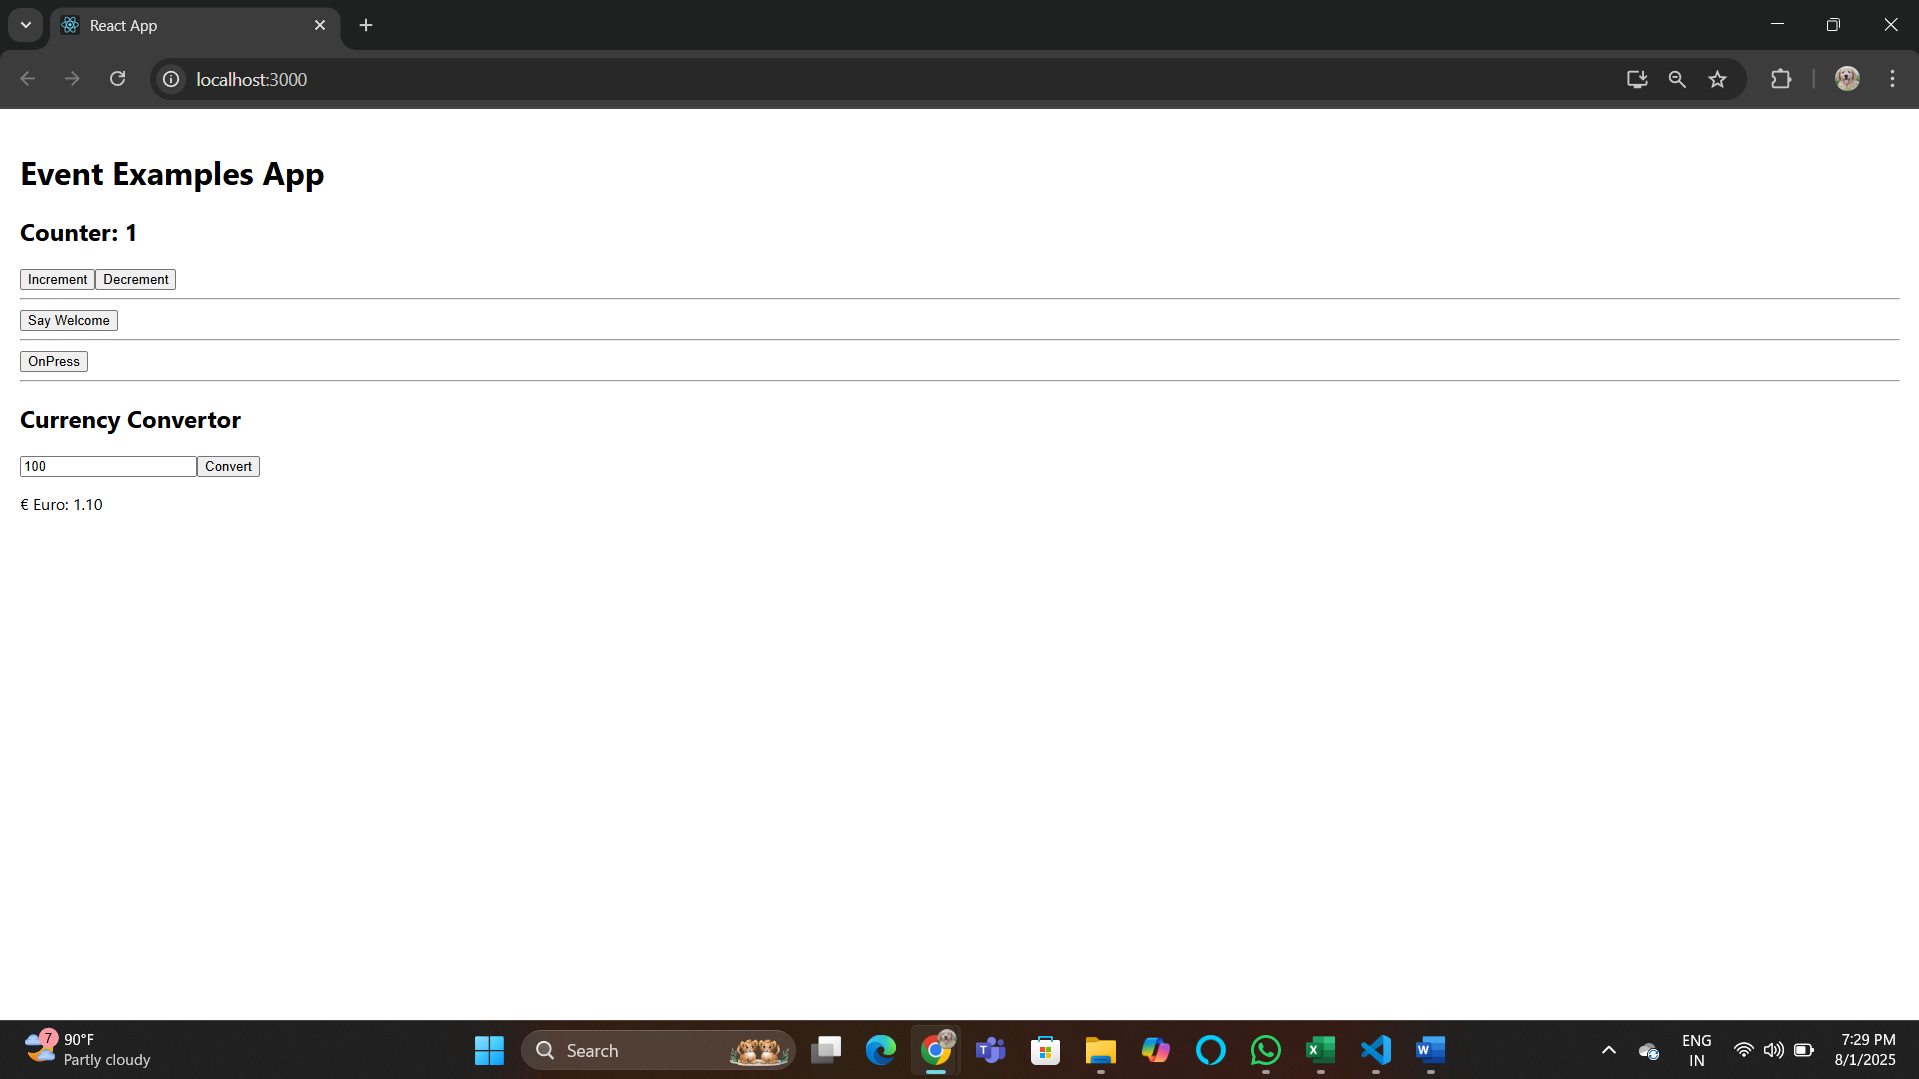 React App
localhost:3000
Event Examples App
Counter: 1
Increment Decrement
Say Welcome
OnPress
Currency Convertor
100 Convert
€ Euro: 1.10
7
90°F
Partly cloudy
Search
T
X
W
ENG
IN
7:29 PM
8/1/2025